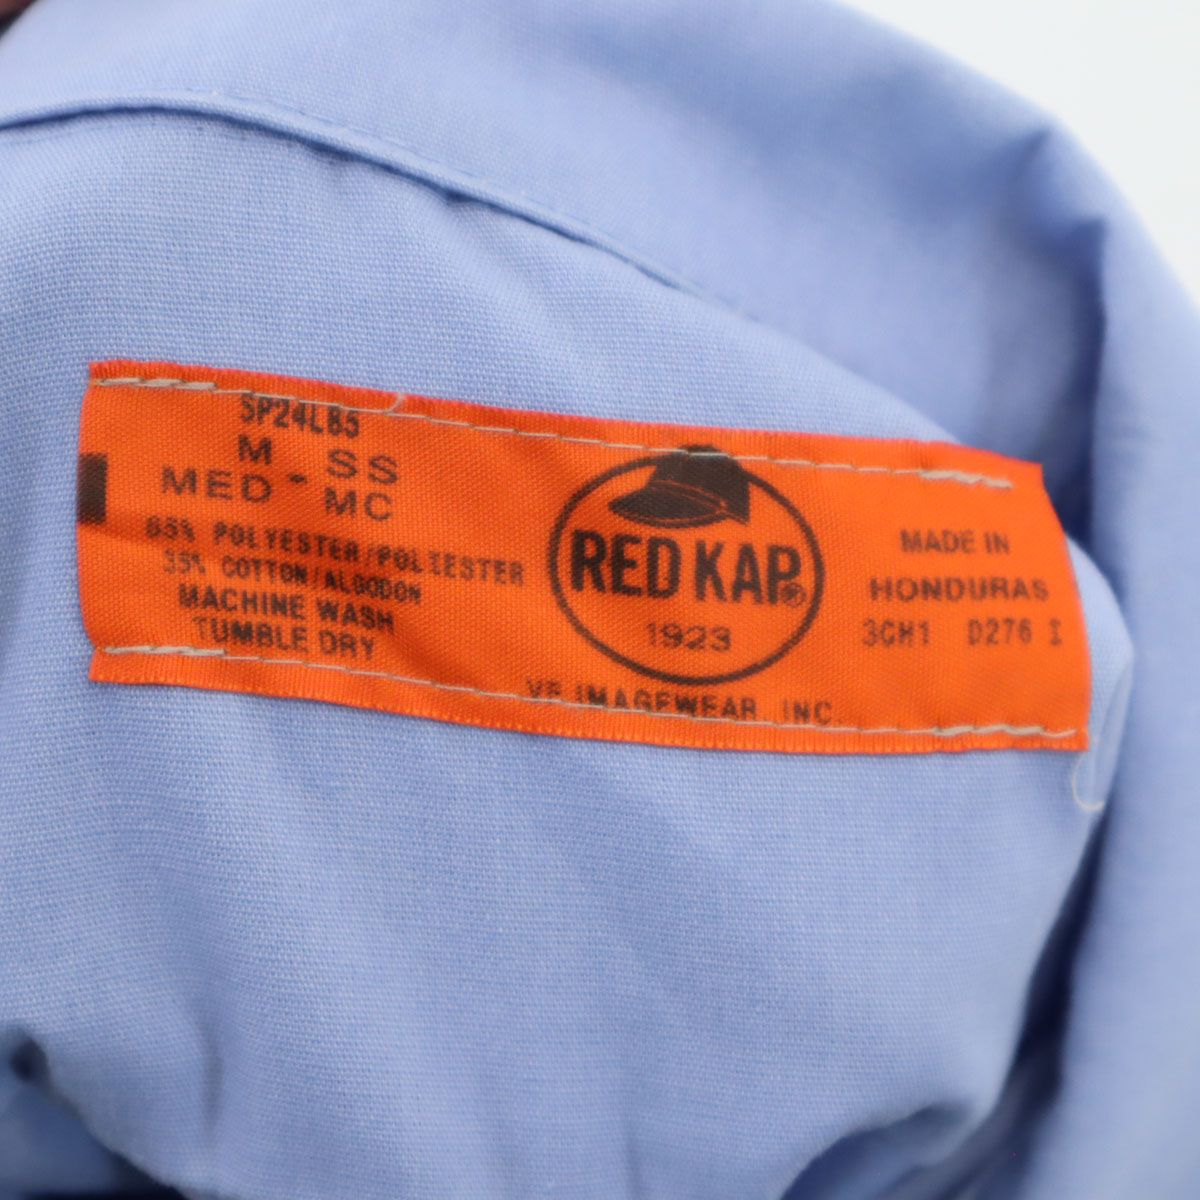 SP24LB5
M - SS
MED MC
65% POLYESTER/POLIESTER
35% COTTON/ALGODON
MACHINE WASH
TUMBLE DRY
RED KAP®
1923
VF IMAGEWEAR, INC.
MADE IN
HONDURAS
3CH1 D276 I